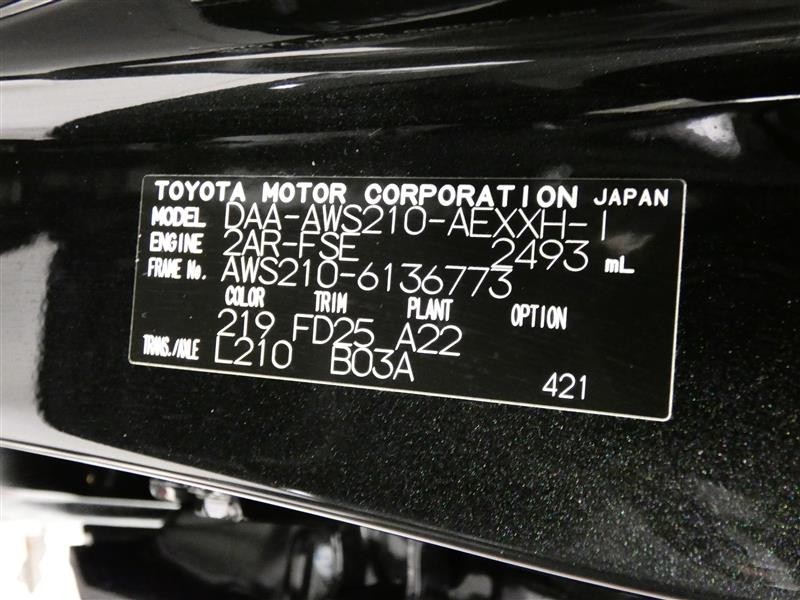 TOYOTA MOTOR CORPORATION JAPAN
MODEL DAA-AWS210-AEXXH-1
ENGINE 2AR-FSE 2493 mL
FRAME No. AWS210-6136773
COLOR TRIM PLANT OPTION
219 FD25 A22
TRANS./AXLE L210 B03A
421